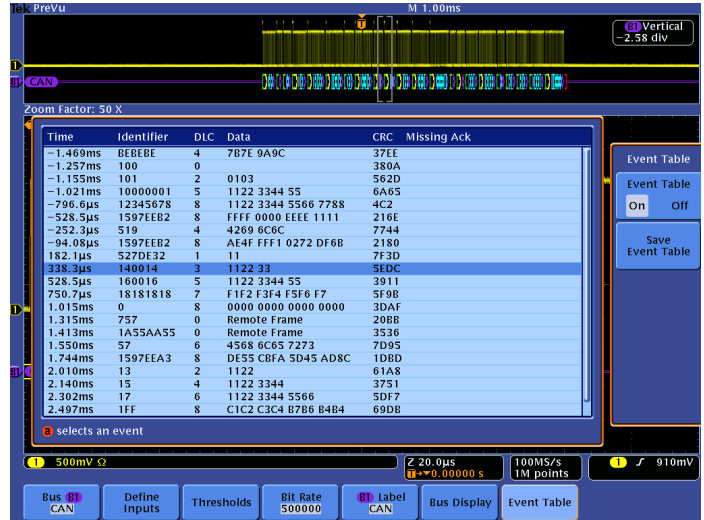 Tek PreVu M 1.00ms
B1 Vertical
−2.58 div
T
1
B1 CAN
Zoom Factor: 50 X
Time Identifier DLC Data CRC Missing Ack
−1.469ms BEBEBE 4 7B7E 9A9C 37EE
−1.257ms 100 0 380A
−1.155ms 101 2 0103 562D
−1.021ms 10000001 5 1122 3344 55 6A65
−796.6µs 12345678 8 1122 3344 5566 7788 4C2
−528.5µs 1597EEB2 8 FFFF 0000 EEEE 1111 216E
−252.3µs 519 4 4269 6C6C 7744
−94.08µs 1597EEB2 8 AE4F FFF1 0272 DF6B 2180
182.1µs 527DE32 1 11 7F3D
338.3µs 140014 3 1122 33 5EDC
528.5µs 160016 5 1122 3344 55 3911
750.7µs 18181818 7 F1F2 F3F4 F5F6 F7 5F9B
1.015ms 0 8 0000 0000 0000 0000 3DAF
1.315ms 757 0 Remote Frame 20BB
1.413ms 1A55AA55 0 Remote Frame 3536
1.550ms 57 6 4568 6C65 7273 7D95
1.744ms 1597EEA3 8 DE55 CBFA 5D45 AD8C 1DBD
2.010ms 13 2 1122 61A8
2.140ms 15 4 1122 3344 3751
2.302ms 17 6 1122 3344 5566 5DF7
2.497ms 1FF 8 C1C2 C3C4 B7B6 B4B4 69DB
a selects an event
Event Table
Event Table
On Off
Save
Event Table
1
B1
1 500mV Ω
Z 20.0µs
T→▼0.00000 s
100MS/s
1M points
1 ʃ 910mV
Bus B1
CAN
Define
Inputs
Thresholds
Bit Rate
500000
B1 Label
CAN
Bus Display
Event Table